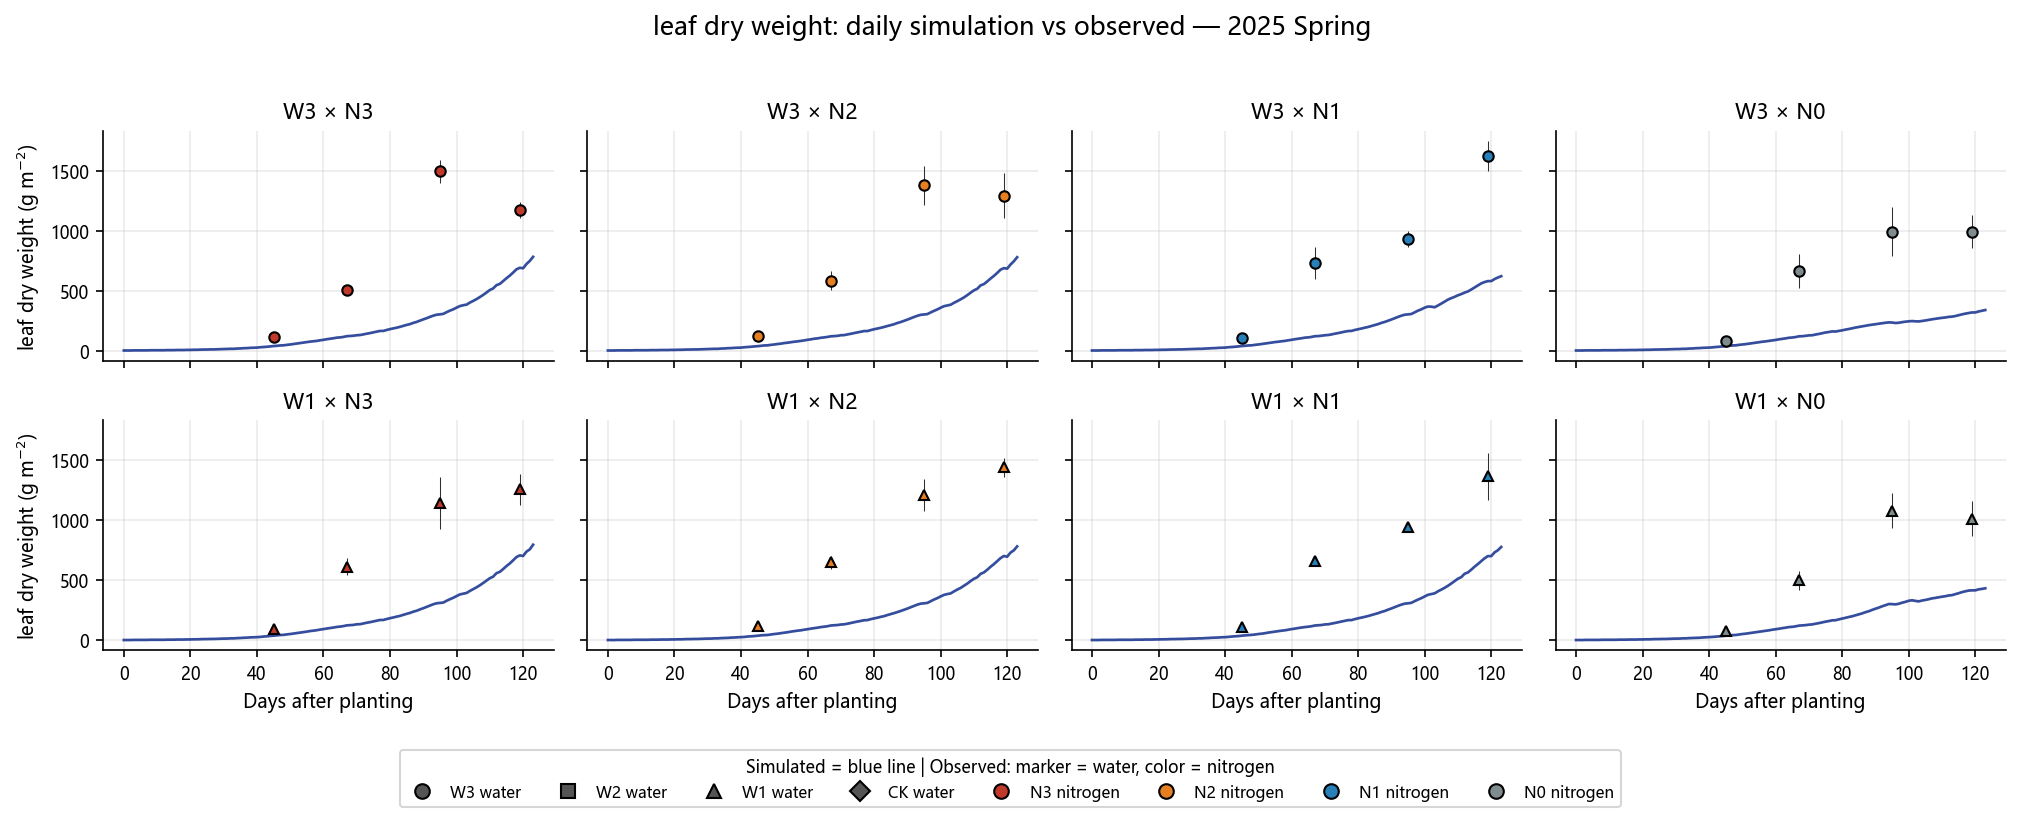 leaf dry weight: daily simulation vs observed — 2025 Spring
W3 × N3
W3 × N2
W3 × N1
W3 × N0
leaf dry weight (g m⁻²)
1500
1000
500
0
W1 × N3
W1 × N2
W1 × N1
W1 × N0
leaf dry weight (g m⁻²)
1500
1000
500
0
0 20 40 60 80 100 120
0 20 40 60 80 100 120
0 20 40 60 80 100 120
0 20 40 60 80 100 120
Days after planting
Days after planting
Days after planting
Days after planting
Simulated = blue line | Observed: marker = water, color = nitrogen
W3 water W2 water W1 water CK water N3 nitrogen N2 nitrogen N1 nitrogen N0 nitrogen